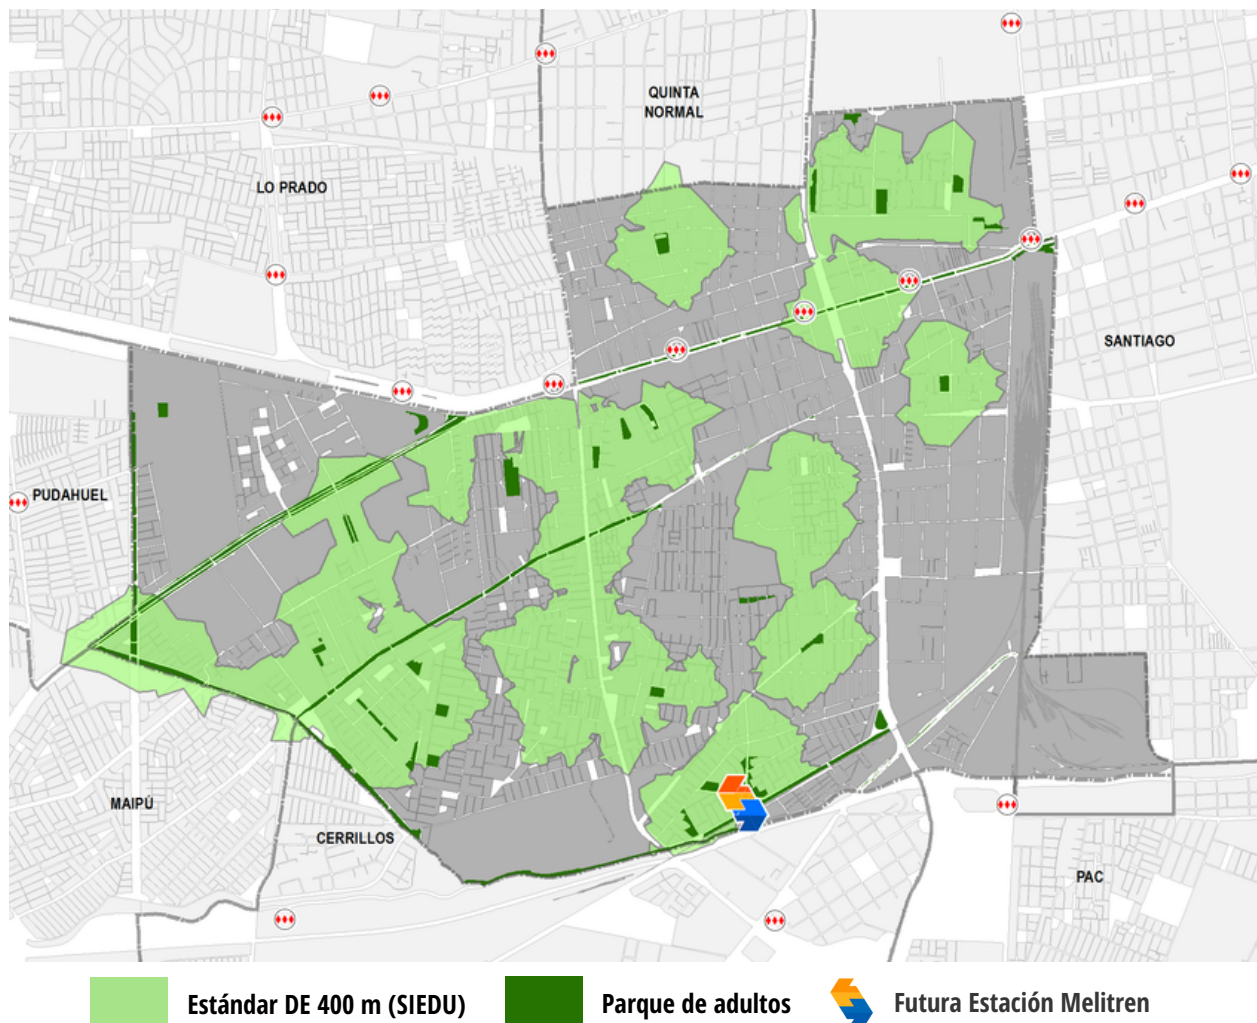 QUINTA
NORMAL
LO PRADO
SANTIAGO
PUDAHUEL
MAIPÚ
CERRILLOS
PAC
Estándar DE 400 m (SIEDU)
Parque de adultos
Futura Estación Melitren